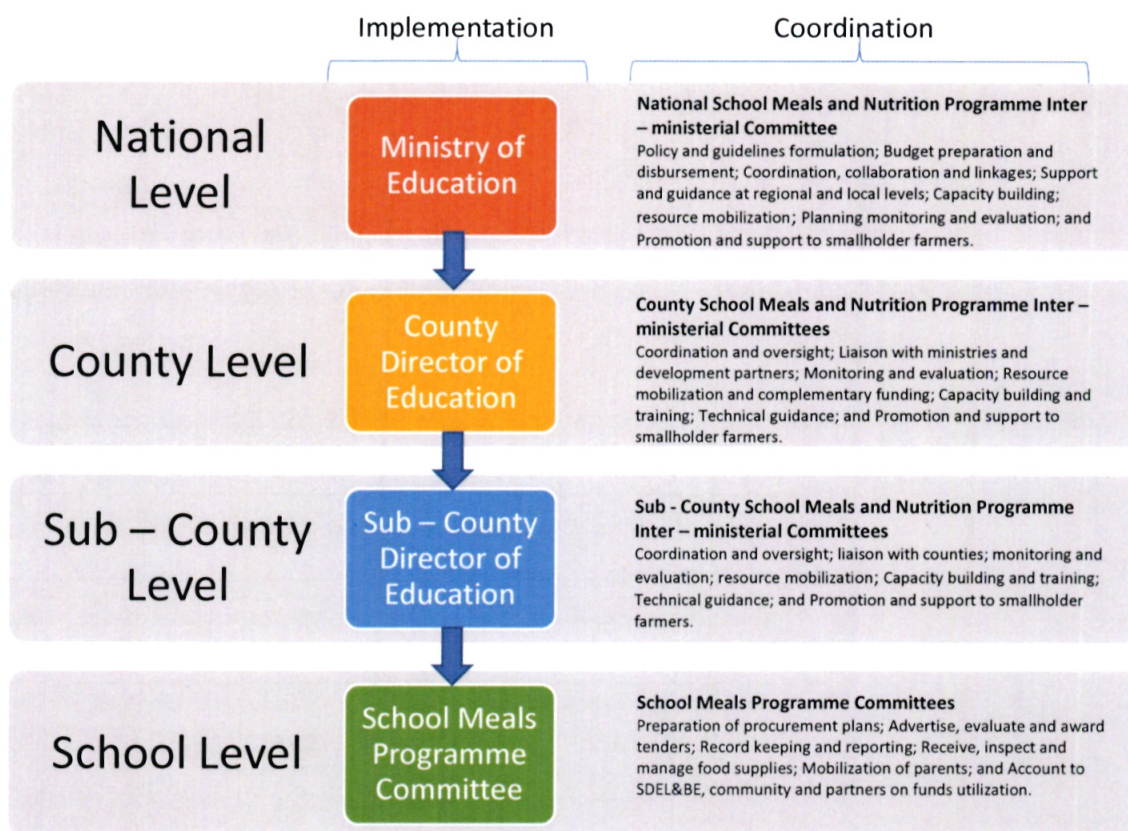 Implementation
Coordination
National
Level
Ministry of
Education
National School Meals and Nutrition Programme Inter
– ministerial Committee
Policy and guidelines formulation; Budget preparation and
disbursement; Coordination, collaboration and linkages; Support
and guidance at regional and local levels; Capacity building;
resource mobilization; Planning monitoring and evaluation; and
Promotion and support to smallholder farmers.
County Level
County
Director of
Education
County School Meals and Nutrition Programme Inter –
ministerial Committees
Coordination and oversight; Liaison with ministries and
development partners; Monitoring and evaluation; Resource
mobilization and complementary funding; Capacity building and
training; Technical guidance; and Promotion and support to
smallholder farmers.
Sub – County
Level
Sub – County
Director of
Education
Sub - County School Meals and Nutrition Programme
Inter – ministerial Committees
Coordination and oversight; liaison with counties; monitoring and
evaluation; resource mobilization; Capacity building and training;
Technical guidance; and Promotion and support to smallholder
farmers.
School Level
School Meals
Programme
Committee
School Meals Programme Committees
Preparation of procurement plans; Advertise, evaluate and award
tenders; Record keeping and reporting; Receive, inspect and
manage food supplies; Mobilization of parents; and Account to
SDEL&BE, community and partners on funds utilization.